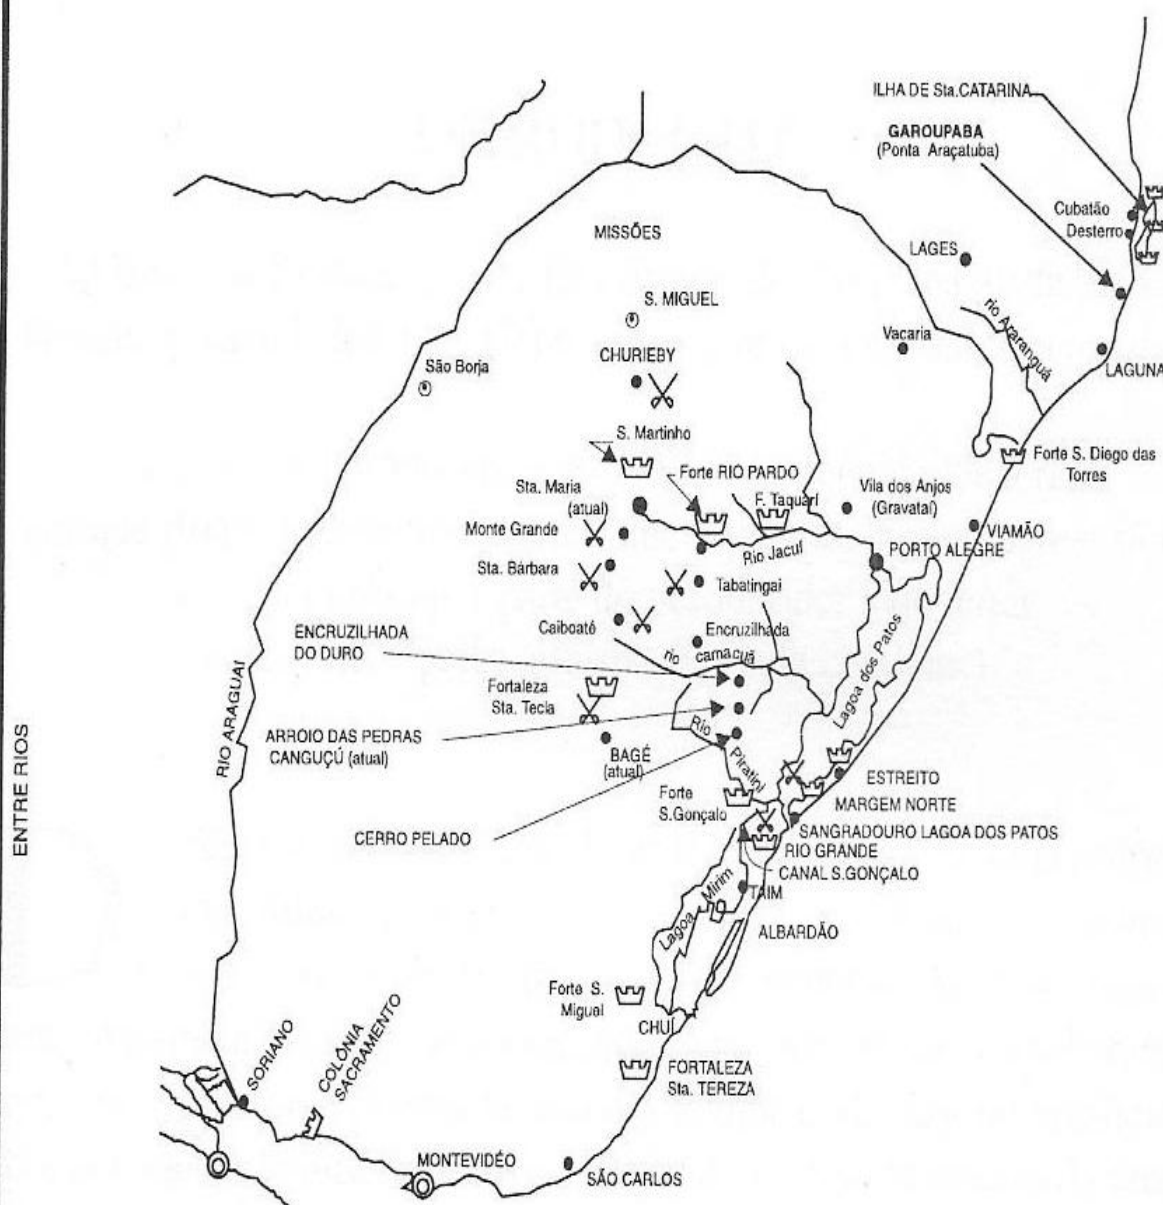 ILHA DE Sta.CATARINA
GAROUPABA
(Ponta Araçatuba)
Cubatão
Desterro
MISSÕES
LAGES
S. MIGUEL
rio Araranguá
Vacaria
CHURIEBY
São Borja
LAGUNA
S. Martinho
Forte S. Diego das
Torres
Forte RIO PARDO
Sta. Maria
(atual)
F. Taquarí
Vila dos Anjos
(Gravataí)
Monte Grande
VIAMÃO
Rio Jacuí
PORTO ALEGRE
Sta. Bárbara
Tabatingai
Caiboaté
Encruzilhada
ENCRUZILHADA
DO DURO
rio camacuã
Lagoa dos Patos
Fortaleza
Sta. Tecla
RIO ARAGUAI
ARROIO DAS PEDRAS
CANGUÇÚ (atual)
Rio Piratini
BAGÉ
(atual)
ENTRE RIOS
ESTREITO
Forte
S.Gonçalo
MARGEM NORTE
CERRO PELADO
SANGRADOURO LAGOA DOS PATOS
RIO GRANDE
CANAL S.GONÇALO
Lagoa Mirim
TAIM
ALBARDÃO
Forte S.
Miguel
CHUÍ
SORIANO
COLÔNIA
SACRAMENTO
FORTALEZA
Sta. TEREZA
MONTEVIDÉO
SÃO CARLOS